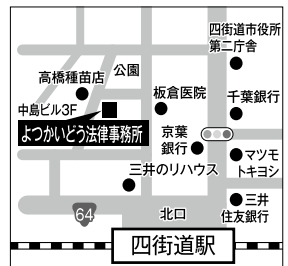 四街道市役所
第二庁舎
公園
高橋種苗店
板倉医院
千葉銀行
中島ビル3F
よつかいどう法律事務所
京葉
銀行
マツモ
トキヨシ
三井のリハウス
三井
住友銀行
64
北口
四街道駅